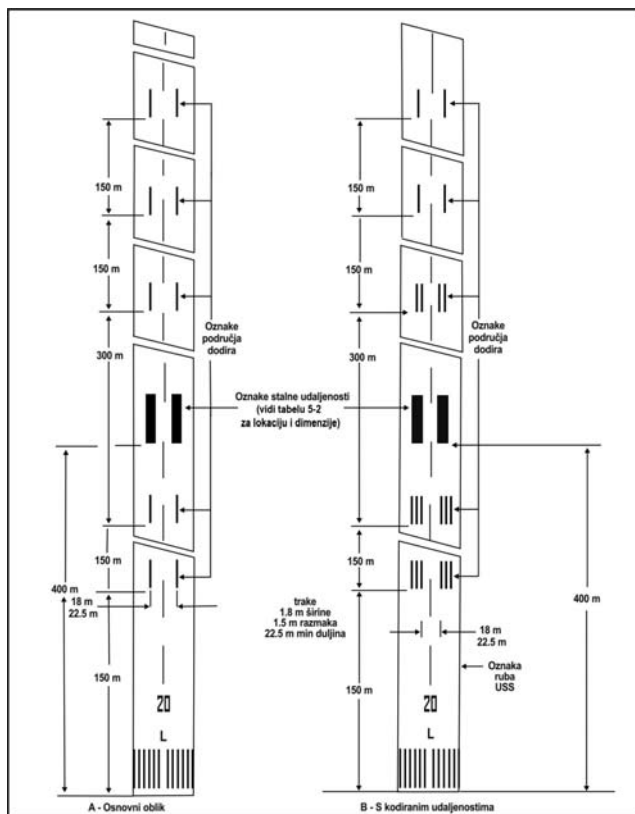 150 m
150 m
150 m
150 m
Oznake
područja
dodira
Oznake
područja
dodira
300 m
300 m
Oznake stalne udaljenosti
(vidi tabelu 5-2
za lokaciju i dimenzije)
150 m
150 m
400 m
18 m
22.5 m
trake
1.8 m širine
1.5 m razmaka
22.5 m min duljina
400 m
18 m
22.5 m
150 m
150 m
Oznaka
ruba
USS
20
L
20
L
A - Osnovni oblik
B - S kodiranim udaljenostima